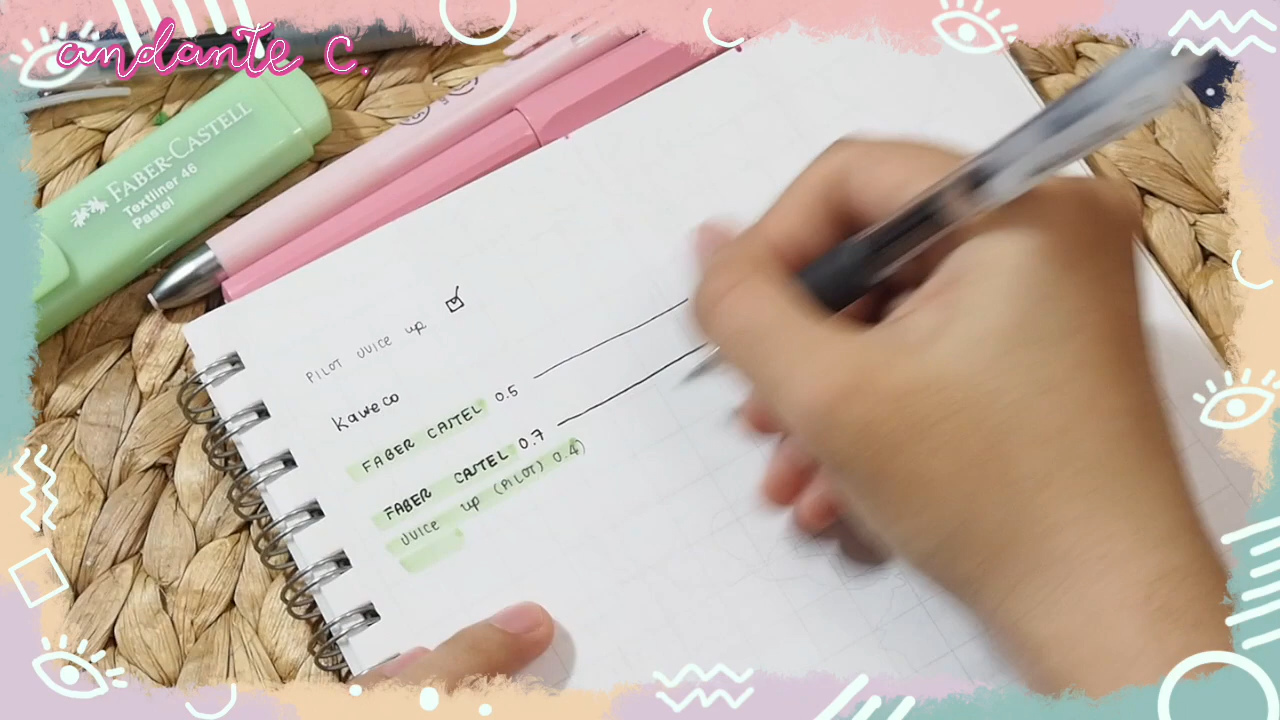 andante c.
FABER-CASTELL
Textliner 46
Pastel
PILOT JUICE up
Kaweco
FABER CASTEL 0.5
FABER CASTEL 0.7
JUICE up (PILOT) 0.4)